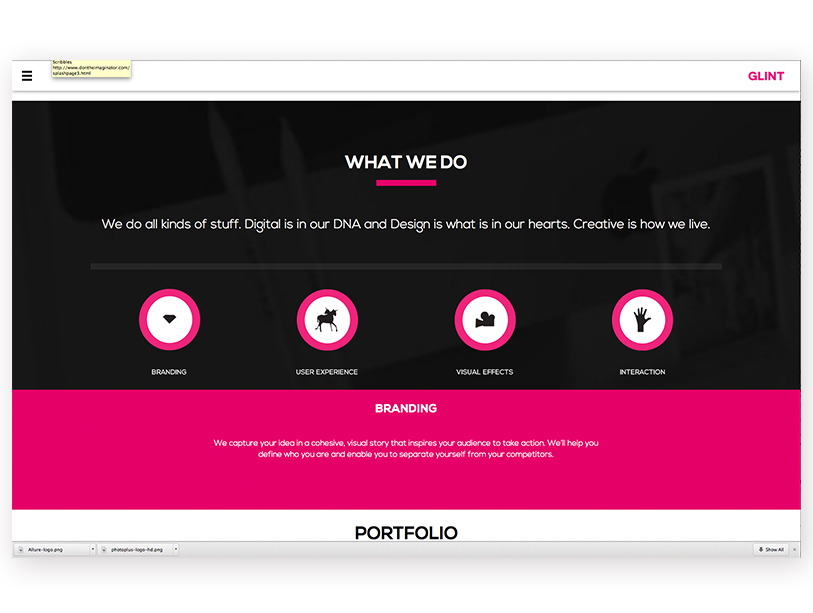 Scribbles
http://www.dontheimaginator.com/
splashpage3.html
GLINT
WHAT WE DO
We do all kinds of stuff. Digital is in our DNA and Design is what is in our hearts. Creative is how we live.
BRANDING
USER EXPERIENCE
VISUAL EFFECTS
INTERACTION
BRANDING
We capture your idea in a cohesive, visual story that inspires your audience to take action. We'll help you
define who you are and enable you to separate yourself from your competitors.
PORTFOLIO
Allure-logo.png
photoplus-logo-hd.png
Show All